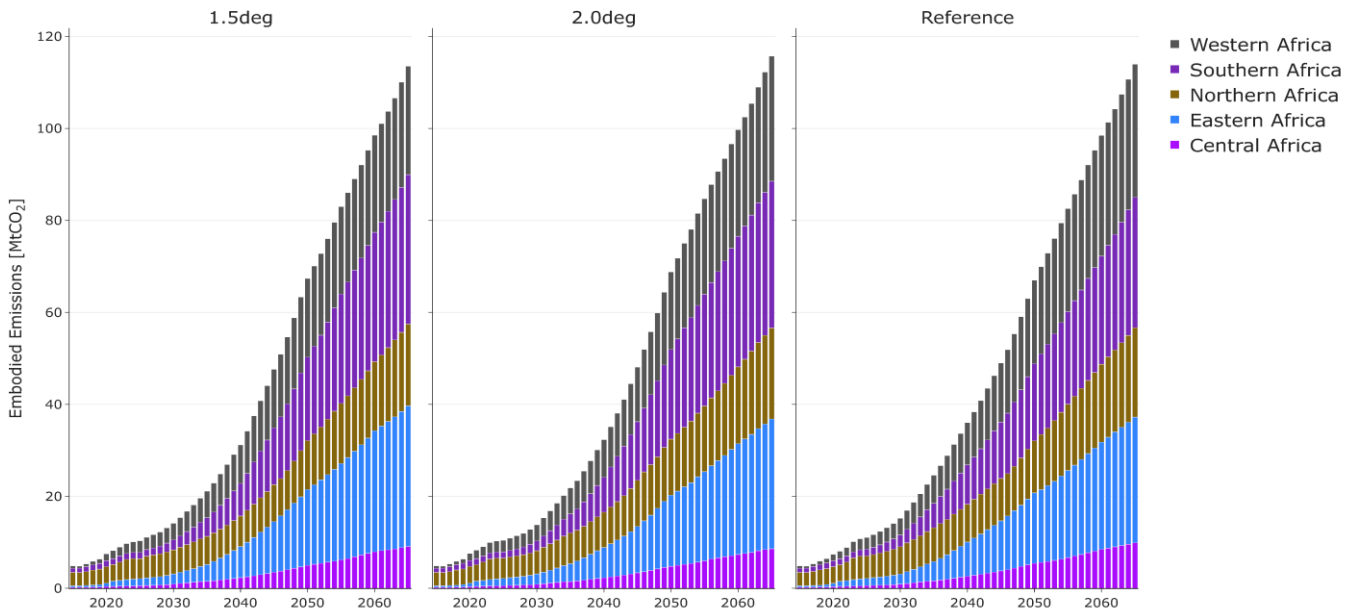 1.5deg
2.0deg
Reference
Embodied Emissions [MtCO₂]
120
100
80
60
40
20
0
2020 2030 2040 2050 2060
2020 2030 2040 2050 2060
2020 2030 2040 2050 2060
Western Africa
Southern Africa
Northern Africa
Eastern Africa
Central Africa